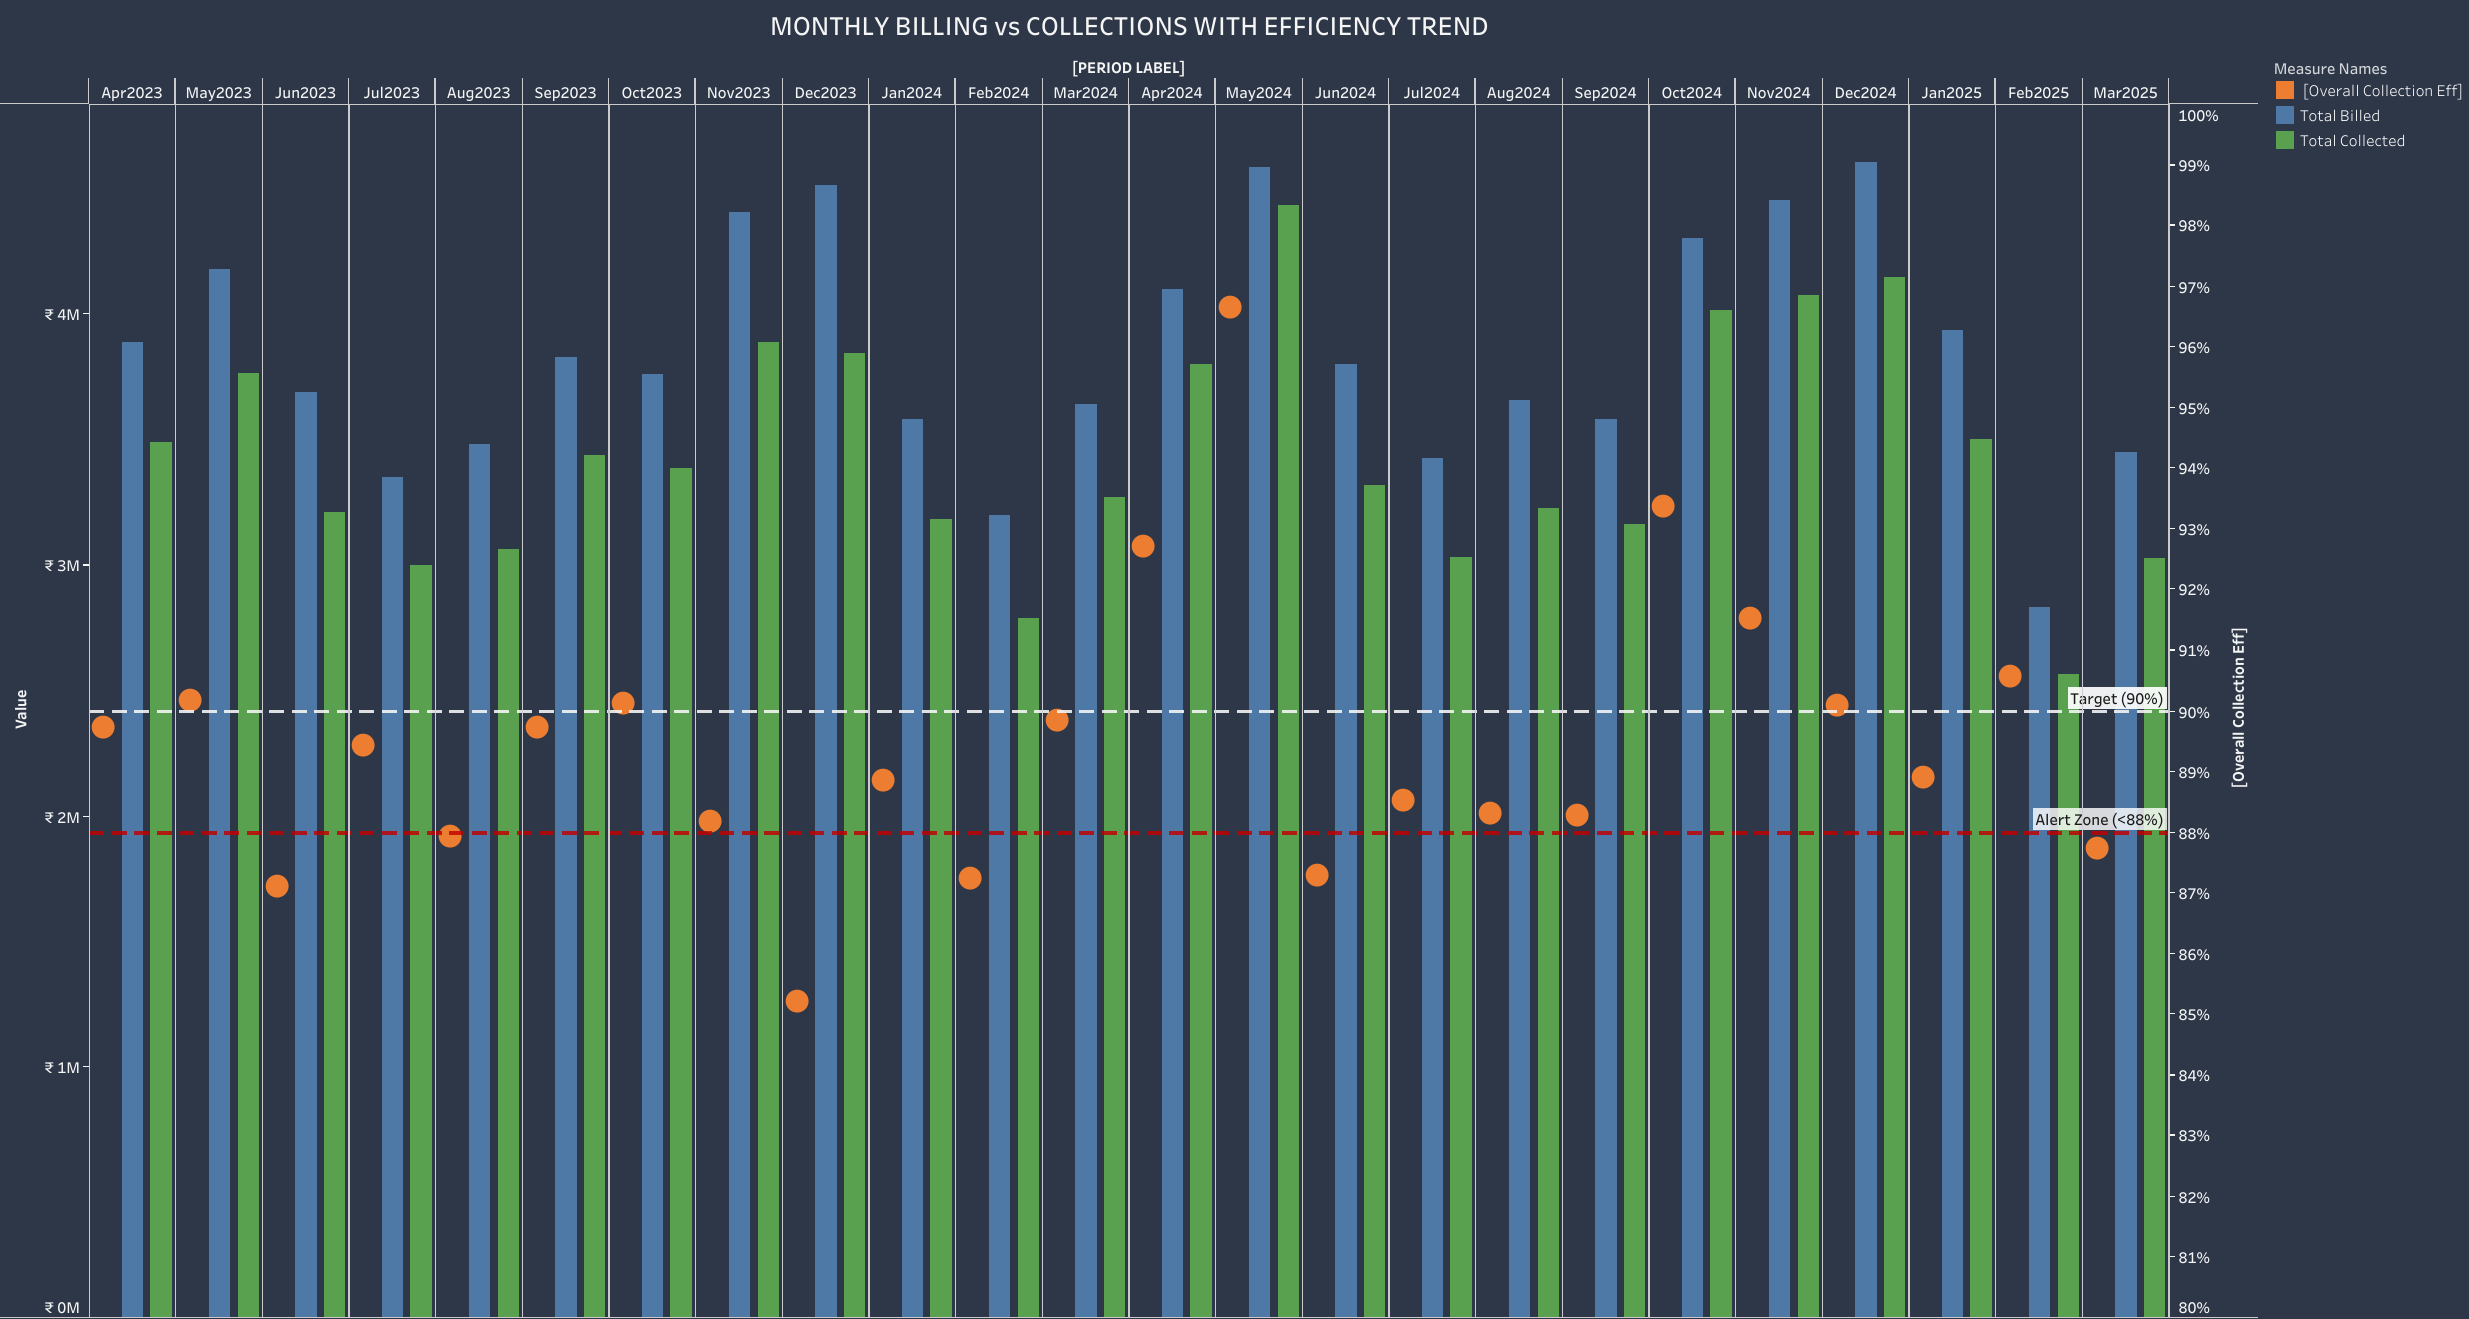 MONTHLY BILLING vs COLLECTIONS WITH EFFICIENCY TREND
[PERIOD LABEL]
Apr2023 May2023 Jun2023 Jul2023 Aug2023 Sep2023 Oct2023 Nov2023 Dec2023 Jan2024 Feb2024 Mar2024 Apr2024 May2024 Jun2024 Jul2024 Aug2024 Sep2024 Oct2024 Nov2024 Dec2024 Jan2025 Feb2025 Mar2025
Measure Names
[Overall Collection Eff]
Total Billed
Total Collected
₹ 4M
₹ 3M
₹ 2M
₹ 1M
₹ 0M
Value
Target (90%)
Alert Zone (<88%)
100%
99%
98%
97%
96%
95%
94%
93%
92%
91%
90%
89%
88%
87%
86%
85%
84%
83%
82%
81%
80%
[Overall Collection Eff]